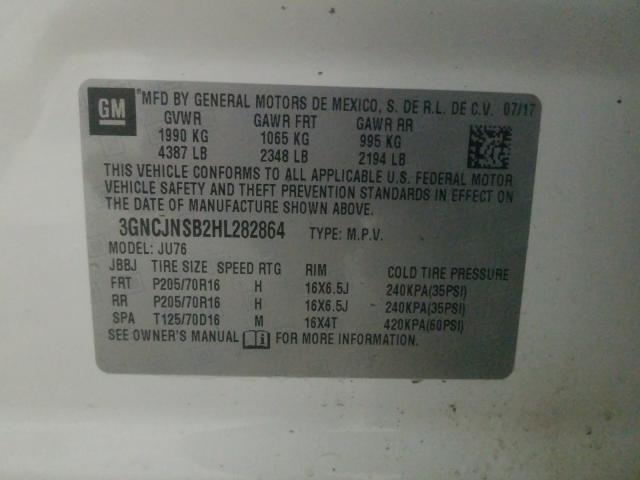 GM
MFD BY GENERAL MOTORS DE MEXICO, S. DE R.L. DE C.V. 07/17
GVWR GAWR FRT GAWR RR
1990 KG 1065 KG 995 KG
4387 LB 2348 LB 2194 LB
THIS VEHICLE CONFORMS TO ALL APPLICABLE U.S. FEDERAL MOTOR
VEHICLE SAFETY AND THEFT PREVENTION STANDARDS IN EFFECT ON
THE DATE OF MANUFACTURE SHOWN ABOVE.
3GNCJNSB2HL282864 TYPE: M.P.V.
MODEL: JU76
JBBJ TIRE SIZE SPEED RTG RIM COLD TIRE PRESSURE
FRT P205/70R16 H 16X6.5J 240KPA(35PSI)
RR P205/70R16 H 16X6.5J 240KPA(35PSI)
SPA T125/70D16 M 16X4T 420KPA(60PSI)
SEE OWNER'S MANUAL FOR MORE INFORMATION.